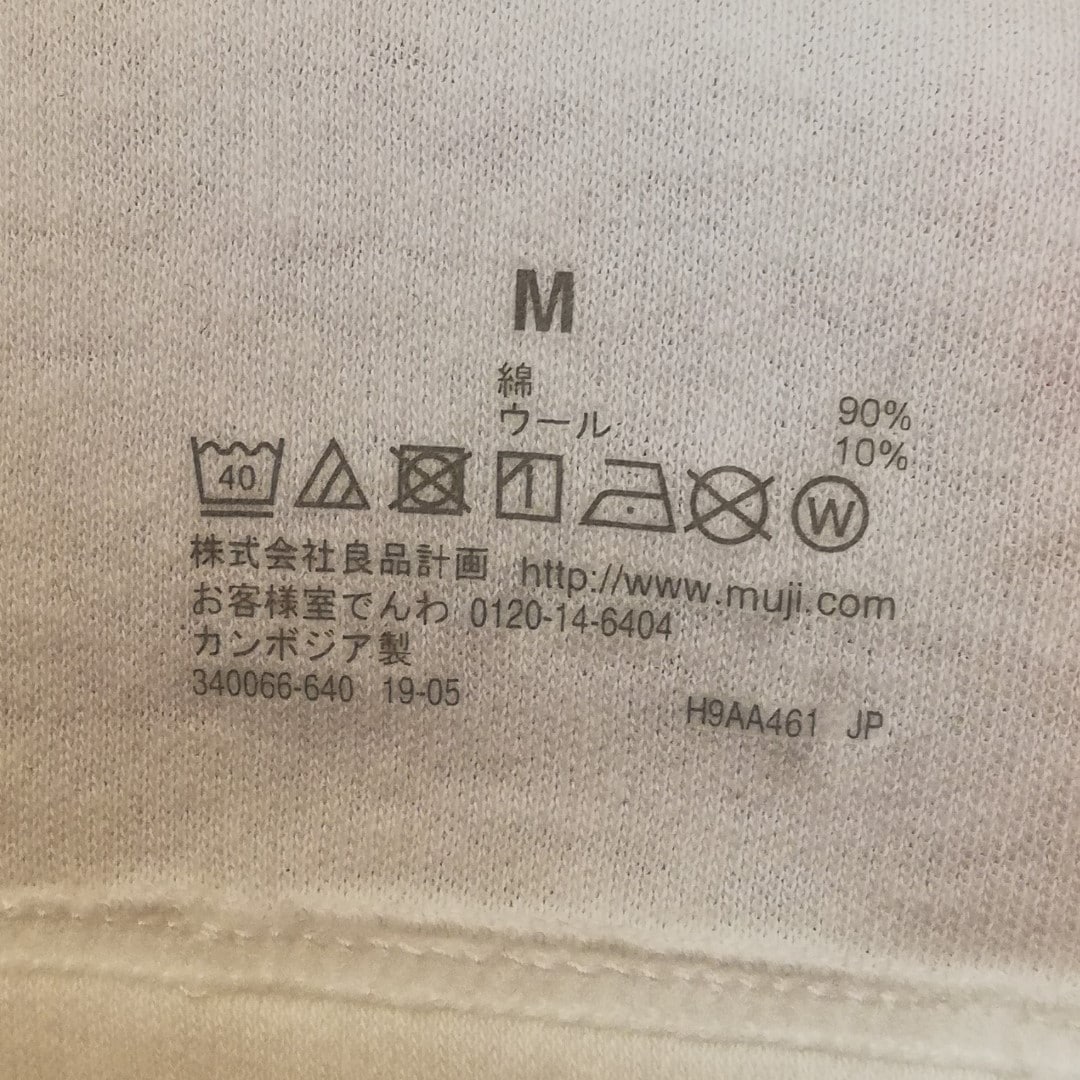 M
綿 90%
ウール 10%
40 W
株式会社良品計画 http://www.muji.com
お客様室でんわ 0120-14-6404
カンボジア製
340066-640 19-05 H9AA461 JP